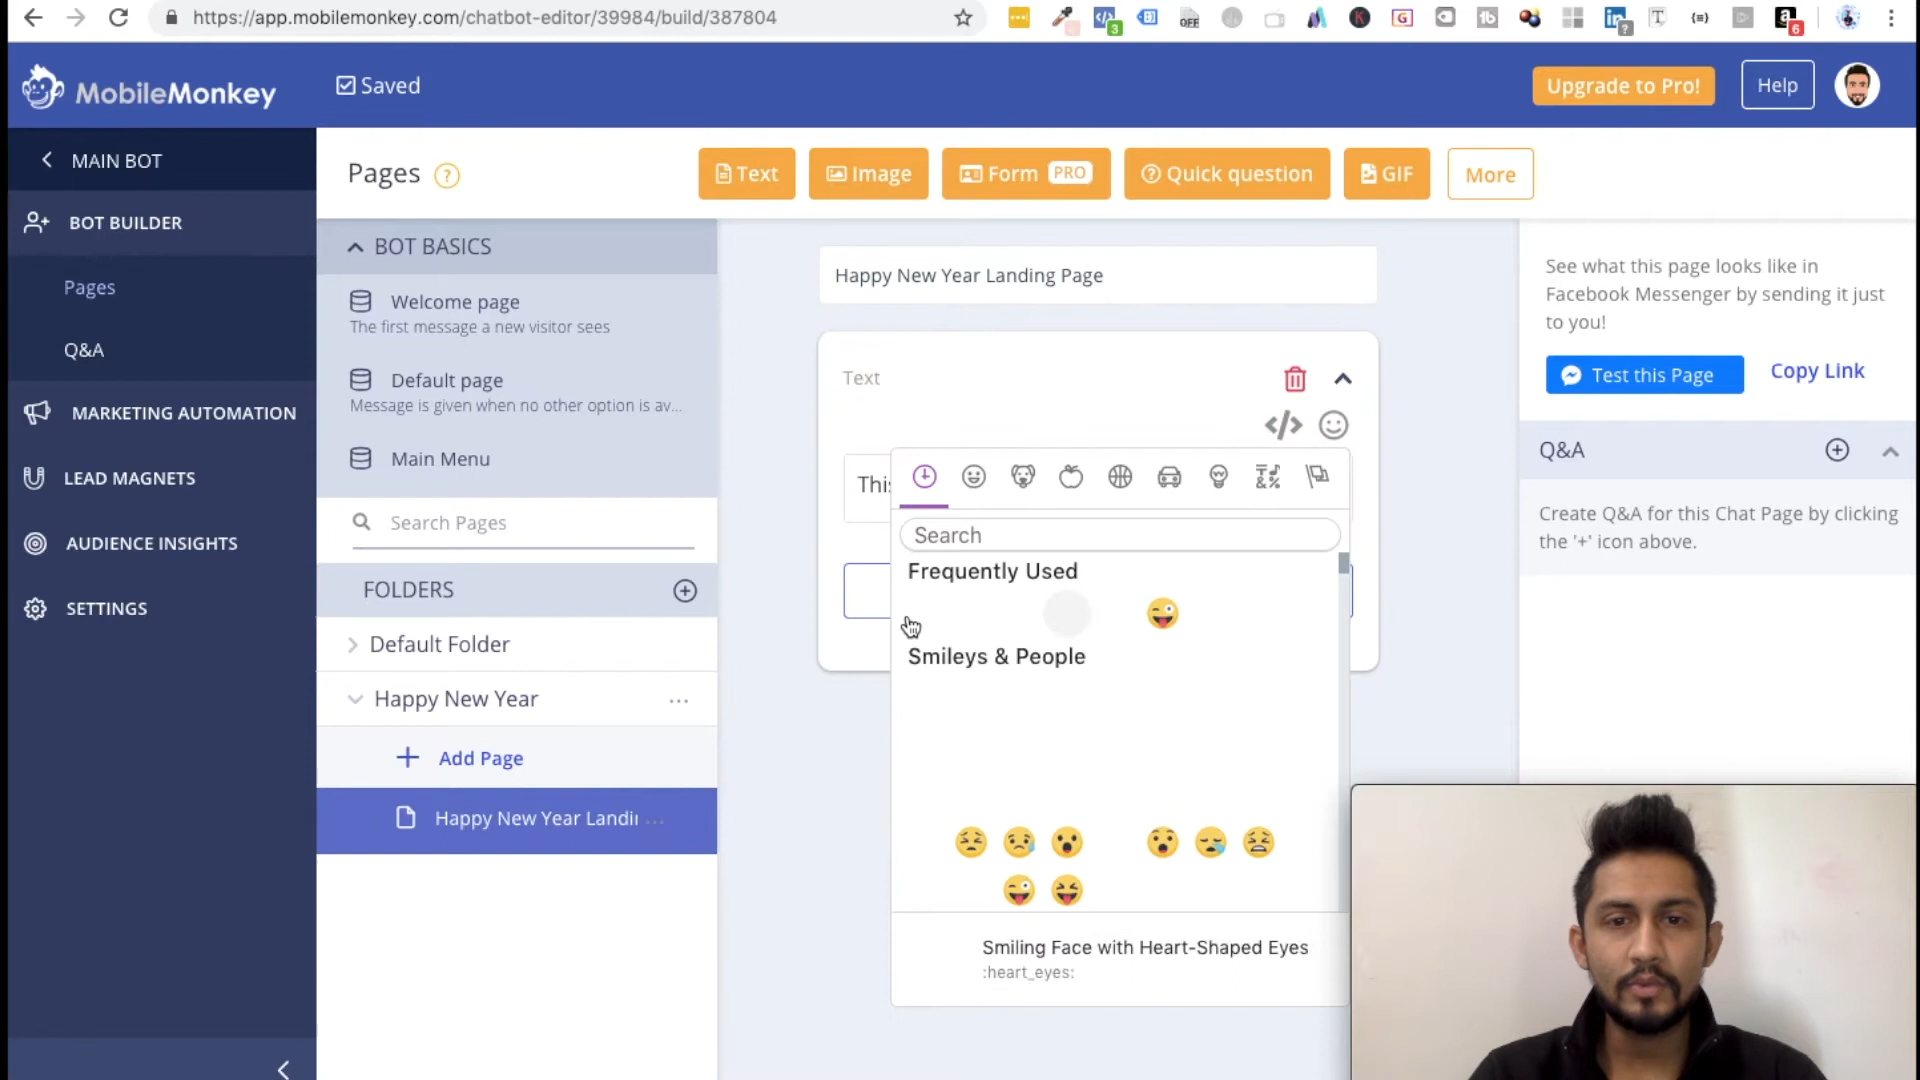 https://app.mobilemonkey.com/chatbot-editor/39984/build/387804
OFF
3
6
MobileMonkey
Saved
Upgrade to Pro!
Help
MAIN BOT
BOT BUILDER
Pages
Q&A
MARKETING AUTOMATION
LEAD MAGNETS
AUDIENCE INSIGHTS
SETTINGS
Pages
Text
Image
Form PRO
Quick question
GIF
More
BOT BASICS
Welcome page
The first message a new visitor sees
Default page
Message is given when no other option is av...
Main Menu
Search Pages
FOLDERS
Default Folder
Happy New Year
Add Page
Happy New Year Landi
Happy New Year Landing Page
Text
This
Search
Frequently Used
Smileys & People
Smiling Face with Heart-Shaped Eyes
:heart_eyes:
See what this page looks like in
Facebook Messenger by sending it just
to you!
Test this Page
Copy Link
Q&A
Create Q&A for this Chat Page by clicking
the '+' icon above.